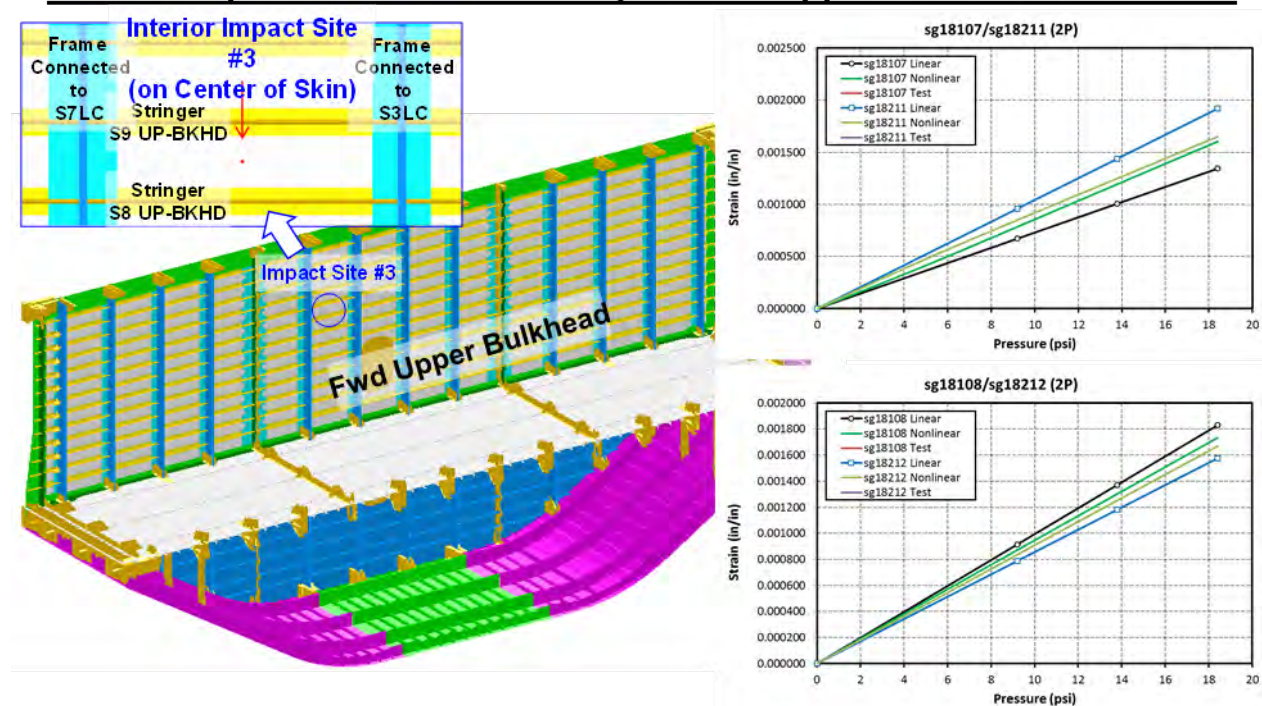 Interior Impact Site
#3
(on Center of Skin)
Frame
Connected
to
S7LC
Frame
Connected
to
S3LC
Stringer
S9 UP-BKHD
Stringer
S8 UP-BKHD
Impact Site #3
Fwd Upper Bulkhead
sg18107/sg18211 (2P)
sg18107 Linear
sg18107 Nonlinear
sg18107 Test
sg18211 Linear
sg18211 Nonlinear
sg18211 Test
Strain (in/in)
0.002500
0.002000
0.001500
0.001000
0.000500
0.000000
0 2 4 6 8 10 12 14 16 18 20
Pressure (psi)
sg18108/sg18212 (2P)
sg18108 Linear
sg18108 Nonlinear
sg18108 Test
sg18212 Linear
sg18212 Nonlinear
sg18212 Test
Strain (in/in)
0.002000
0.001800
0.001600
0.001400
0.001200
0.001000
0.000800
0.000600
0.000400
0.000200
0.000000
0 2 4 6 8 10 12 14 16 18 20
Pressure (psi)